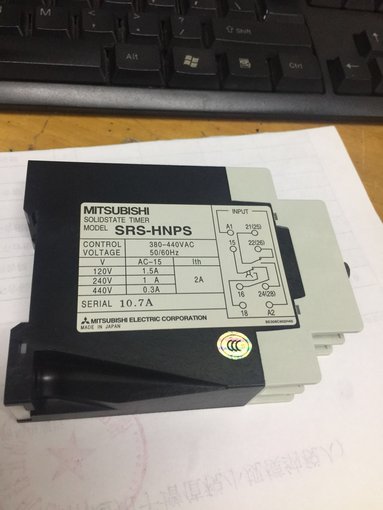 Alt
Alt
Ctrl
SHIFT
MITSUBISHI
SOLIDSTATE TIMER
MODEL SRS-HNPS
CONTROL VOLTAGE 380-440VAC 50/60Hz
V AC-15 Ith
120V 1.5A
240V 1 A 2A
440V 0.3A
SERIAL 10.7A
MITSUBISHI ELECTRIC CORPORATION
MADE IN JAPAN
INPUT
A1 21(25)
15 22(26)
16 24(28)
18 A2
CCC